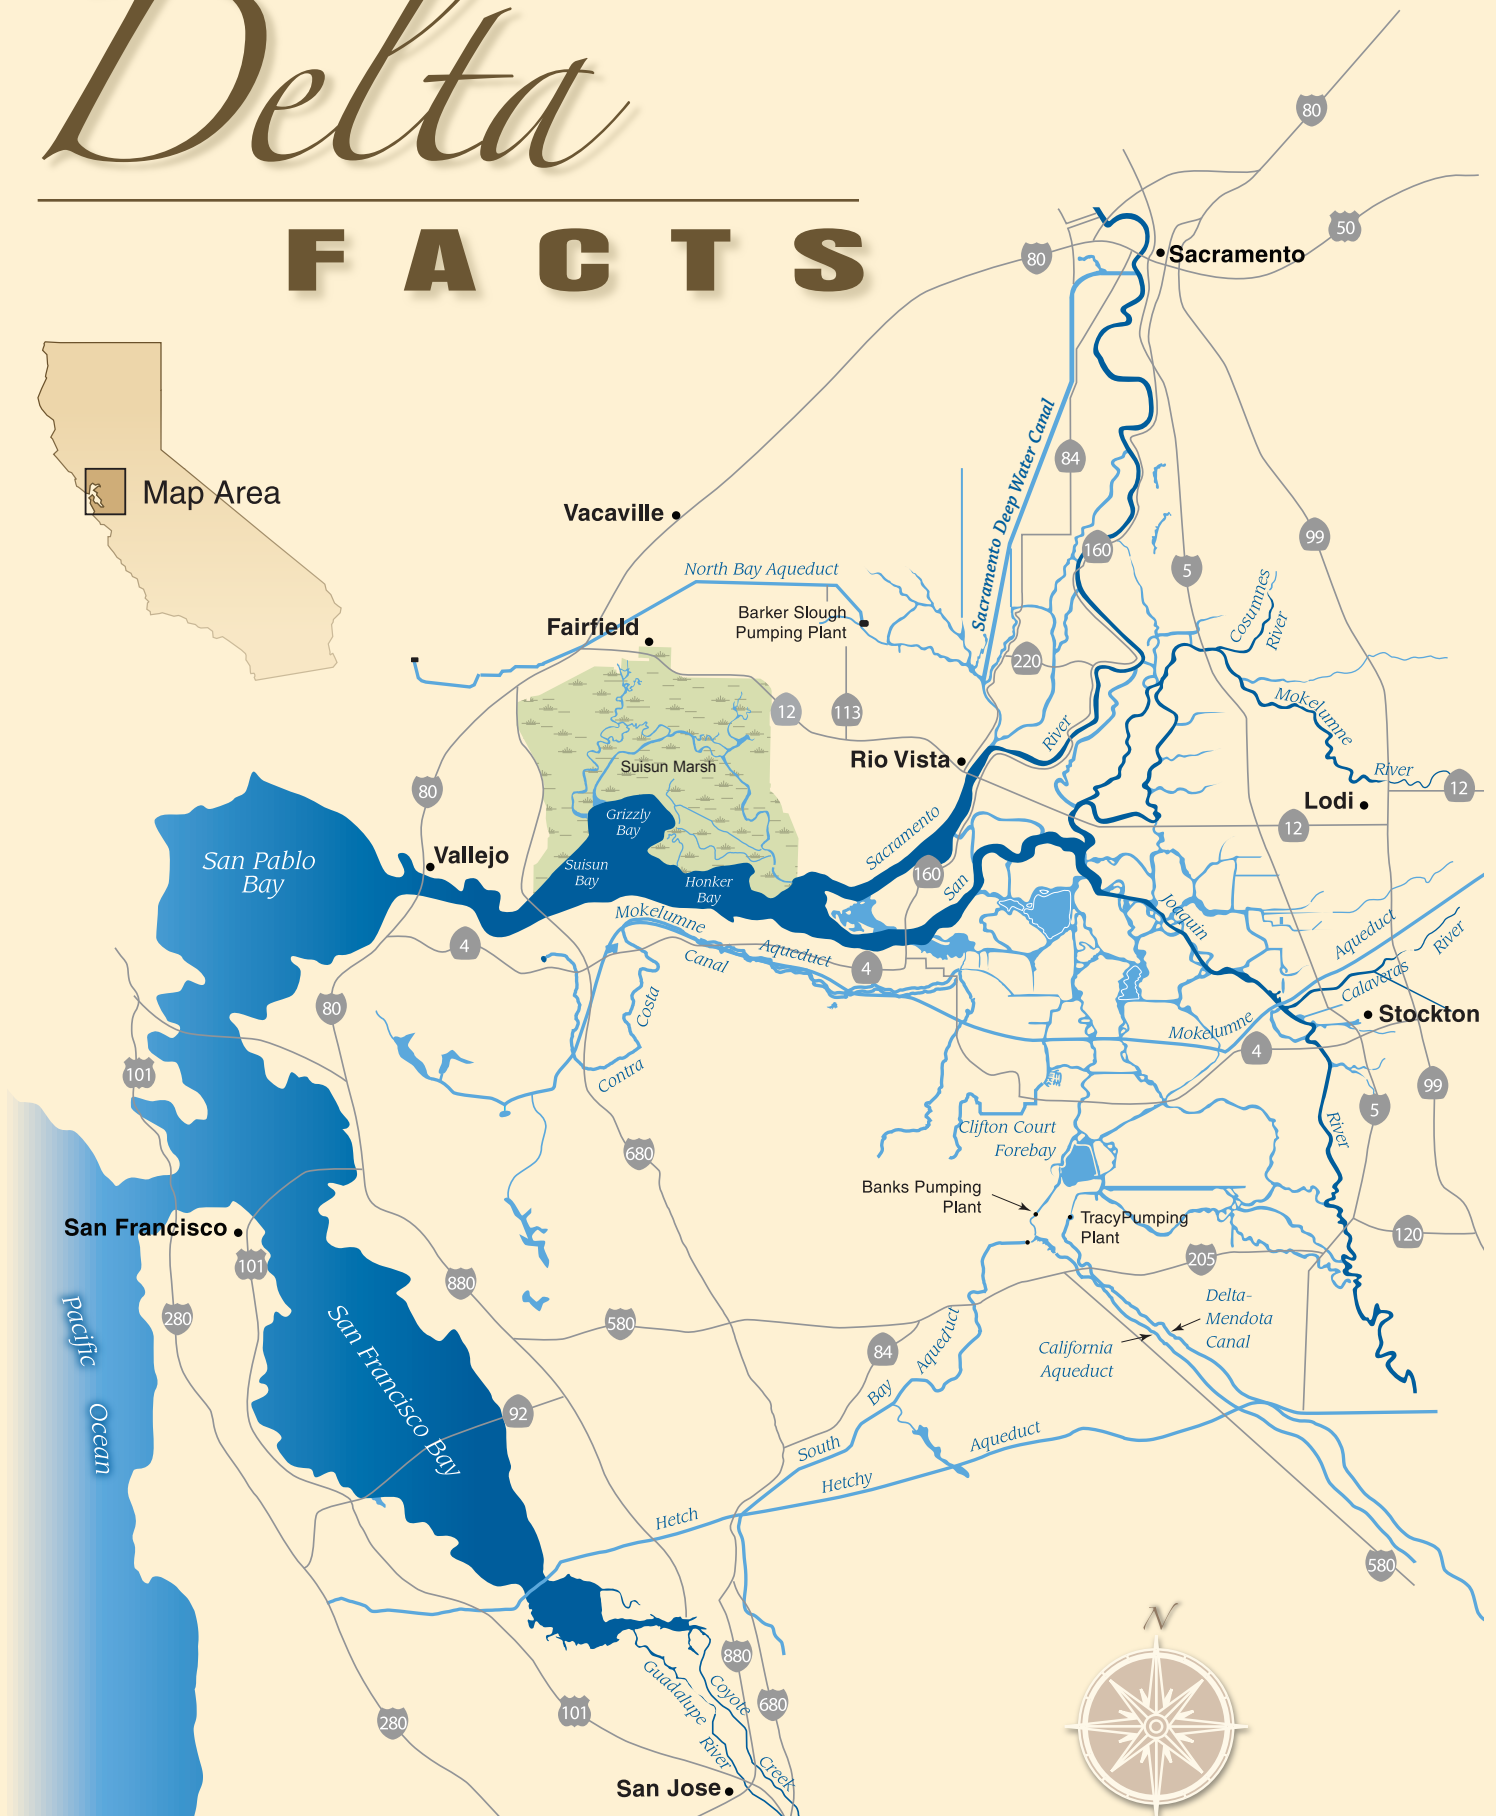 Delta
FACTS
80
50
80
Sacramento
Map Area
Sacramento Deep Water Canal
84
Vacaville
160
99
5
North Bay Aqueduct
Barker Slough
Pumping Plant
Fairfield
Cosumnes
River
220
12
113
Mokelumne
River
River
Rio Vista
Suisun Marsh
80
12
Lodi
12
Grizzly
Bay
Sacramento
San Pablo
Bay
Vallejo
Suisun
Bay
Honker
Bay
160
San
Joaquin
Mokelumne
Aqueduct
Canal
4
4
Aqueduct
River
Calaveras
80
Costa
Contra
Stockton
Mokelumne
4
101
99
5
River
Clifton Court
Forebay
680
Banks Pumping
Plant
TracyPumping
Plant
San Francisco
101
120
205
880
280
580
Pacific
Ocean
San Francisco Bay
Delta-
Mendota
Canal
California
Aqueduct
84
Aqueduct
Bay
South
92
Hetch
Hetchy
Aqueduct
580
N
880
680
Guadalupe
River
Coyote
Creek
101
280
San Jose